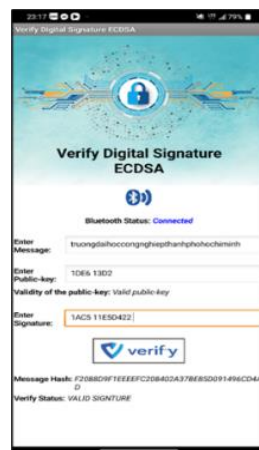 23:17
79%
Verify Digital Signature ECDSA
Verify Digital Signature
ECDSA
Bluetooth Status: Connected
Enter
Message:
truongdaihoccongnghiepthanhphohochiminh
Enter
Public-key:
1DE6 13D2
Validity of the public-key: Valid public-key
Enter
Signature:
1AC5 11E5D422
verify
Message Hash:
Verify Status: VALID SIGNTURE